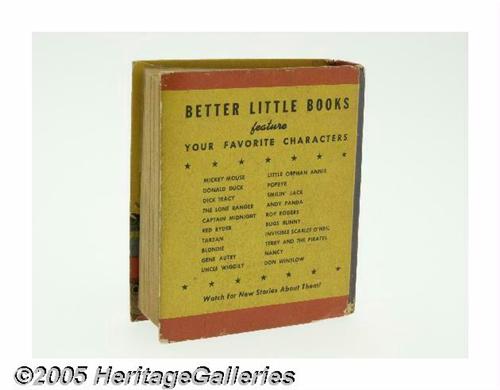 BETTER LITTLE BOOKS
feature
YOUR FAVORITE CHARACTERS
MICKEY MOUSE
DONALD DUCK
DICK TRACY
THE LONE RANGER
CAPTAIN MIDNIGHT
RED RYDER
TARZAN
BLONDIE
GENE AUTRY
UNCLE WIGGILY
LITTLE ORPHAN ANNIE
POPEYE
SMILIN' JACK
ANDY PANDA
ROY ROGERS
BUGS BUNNY
INVISIBLE SCARLET O'NEIL
TERRY AND THE PIRATES
NANCY
DON WINSLOW
Watch for New Stories About Them!
©2005 HeritageGalleries